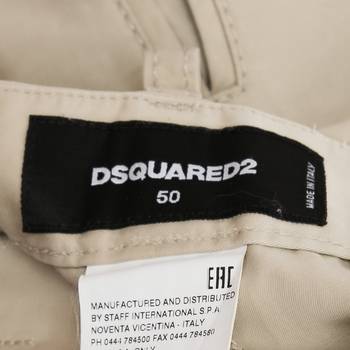 DSQUARED2
50
MADE IN ITALY
EAC
MANUFACTURED AND DISTRIBUTED
BY STAFF INTERNATIONAL S.P.A.
NOVENTA VICENTINA - ITALY
PH 0444 784500 FAX 0444 784580
ONLY